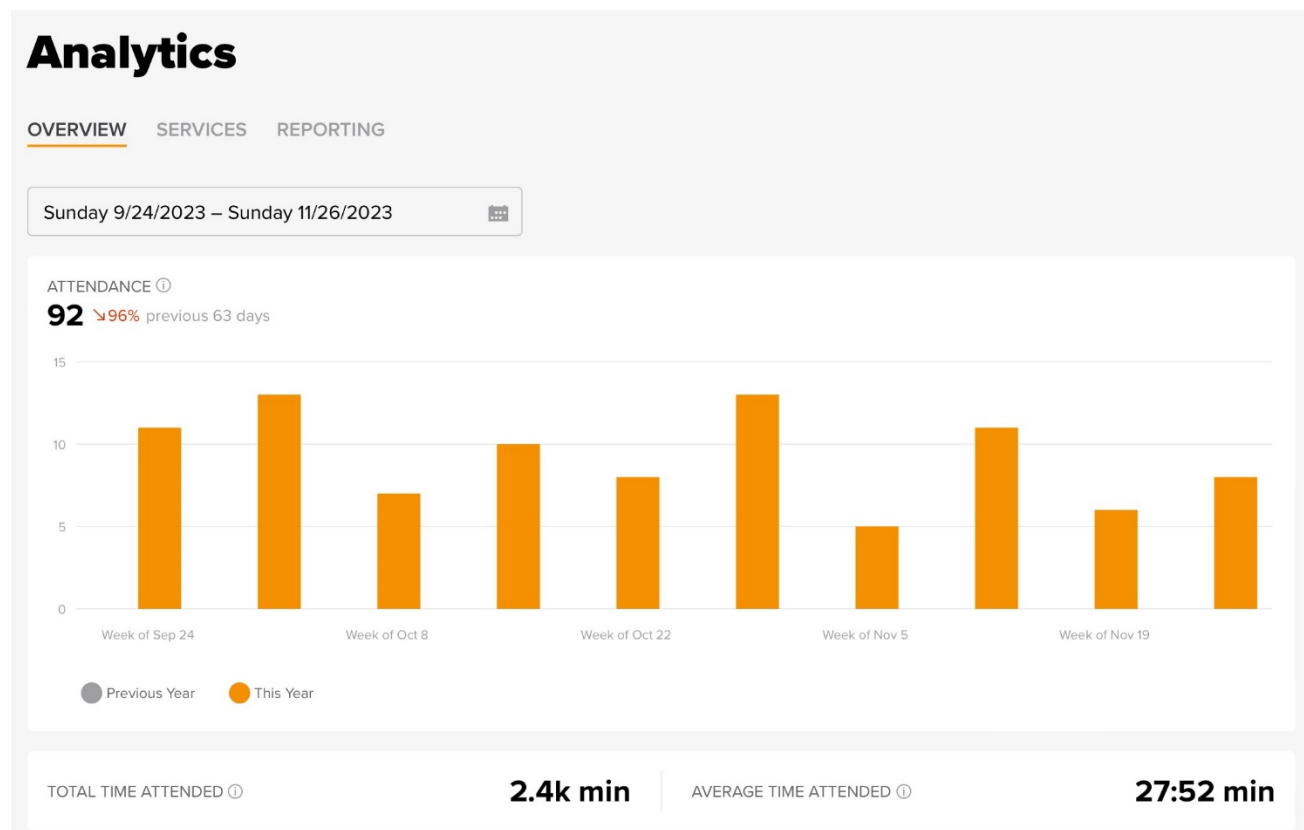 Analytics
OVERVIEW SERVICES REPORTING
Sunday 9/24/2023 – Sunday 11/26/2023
ATTENDANCE ⓘ
92 ↘96% previous 63 days
15
10
5
0
Week of Sep 24 Week of Oct 8 Week of Oct 22 Week of Nov 5 Week of Nov 19
Previous Year This Year
TOTAL TIME ATTENDED ⓘ 2.4k min AVERAGE TIME ATTENDED ⓘ 27:52 min